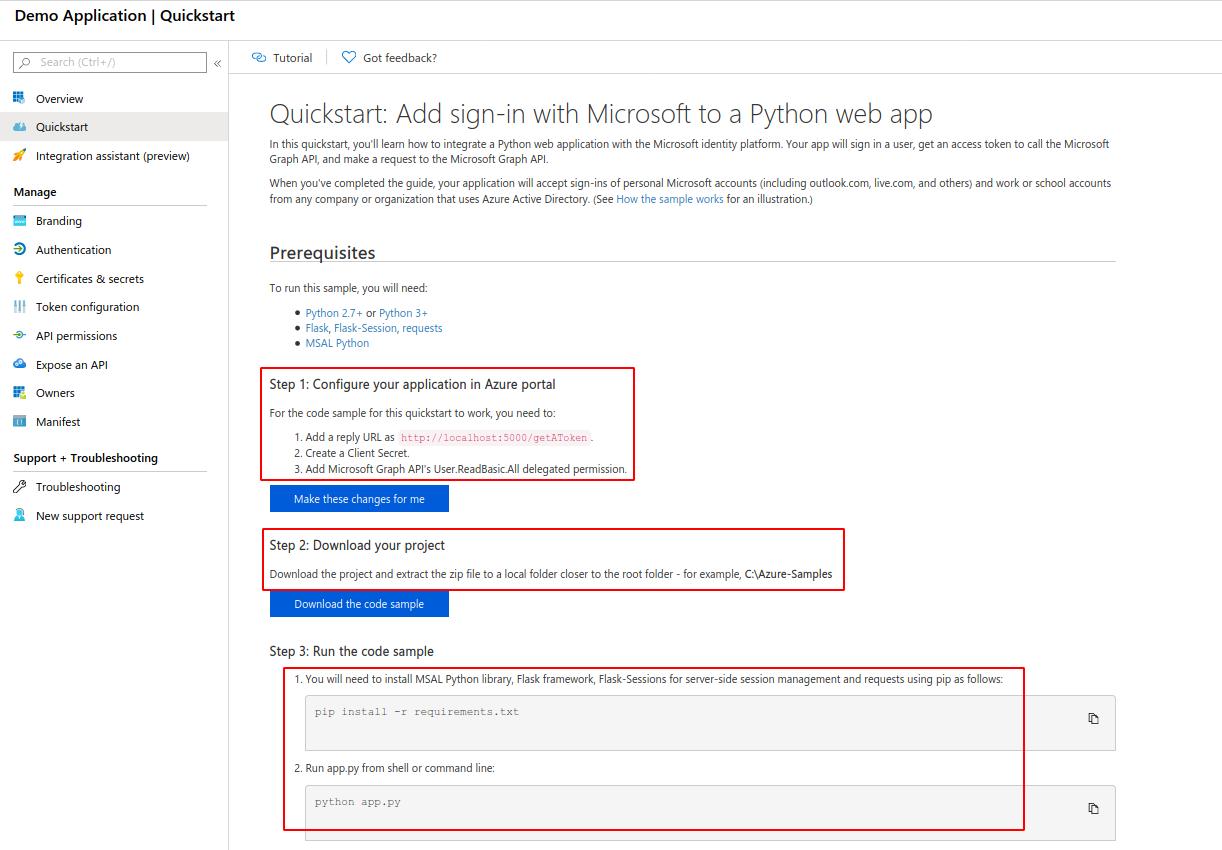 Demo Application | Quickstart
Search (Ctrl+/)
«
Overview
Quickstart
Integration assistant (preview)
Manage
Branding
Authentication
Certificates & secrets
Token configuration
API permissions
Expose an API
Owners
Manifest
Support + Troubleshooting
Troubleshooting
New support request
Tutorial
Got feedback?
Quickstart: Add sign-in with Microsoft to a Python web app
In this quickstart, you'll learn how to integrate a Python web application with the Microsoft identity platform. Your app will sign in a user, get an access token to call the Microsoft
Graph API, and make a request to the Microsoft Graph API.
When you've completed the guide, your application will accept sign-ins of personal Microsoft accounts (including outlook.com, live.com, and others) and work or school accounts
from any company or organization that uses Azure Active Directory. (See How the sample works for an illustration.)
Prerequisites
To run this sample, you will need:
• Python 2.7+ or Python 3+
• Flask, Flask-Session, requests
• MSAL Python
Step 1: Configure your application in Azure portal
For the code sample for this quickstart to work, you need to:
1. Add a reply URL as http://localhost:5000/getAToken.
2. Create a Client Secret.
3. Add Microsoft Graph API's User.ReadBasic.All delegated permission.
Make these changes for me
Step 2: Download your project
Download the project and extract the zip file to a local folder closer to the root folder - for example, C:\Azure-Samples
Download the code sample
Step 3: Run the code sample
1. You will need to install MSAL Python library, Flask framework, Flask-Sessions for server-side session management and requests using pip as follows:
pip install -r requirements.txt
2. Run app.py from shell or command line:
python app.py